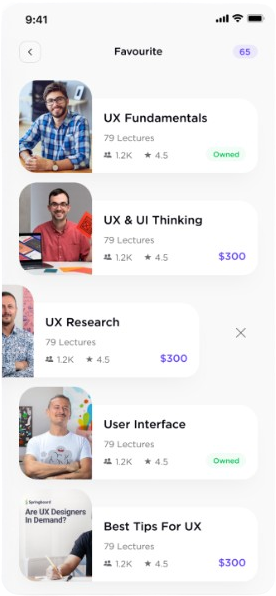 9:41
Favourite
65
UX Fundamentals
79 Lectures
1.2K
4.5
Owned
UX & UI Thinking
79 Lectures
1.2K
4.5
$300
UX Research
79 Lectures
1.2K
4.5
$300
User Interface
79 Lectures
1.2K
4.5
Owned
Springboard
Are UX Designers
In Demand?
Best Tips For UX
79 Lectures
1.2K
4.5
$300